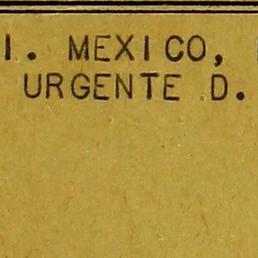 I. MEXICO,
URGENTE D.